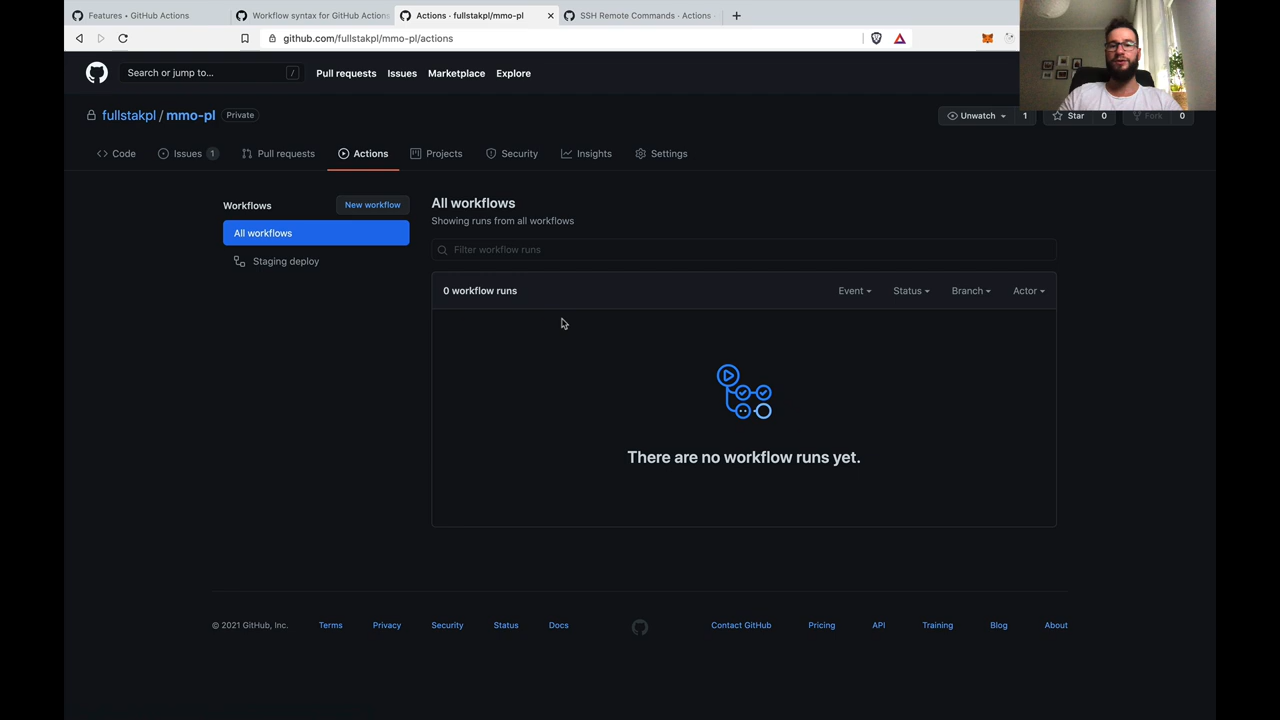 Features • GitHub Actions
Workflow syntax for GitHub Actions
Actions · fullstakpl/mmo-pl
SSH Remote Commands · Actions ·
github.com/fullstakpl/mmo-pl/actions
Search or jump to...
/
Pull requests
Issues
Marketplace
Explore
fullstakpl / mmo-pl
Private
Unwatch
1
Star
0
Fork
0
Code
Issues
1
Pull requests
Actions
Projects
Security
Insights
Settings
Workflows
New workflow
All workflows
Staging deploy
All workflows
Showing runs from all workflows
Filter workflow runs
0 workflow runs
Event
Status
Branch
Actor
There are no workflow runs yet.
© 2021 GitHub, Inc.
Terms
Privacy
Security
Status
Docs
Contact GitHub
Pricing
API
Training
Blog
About